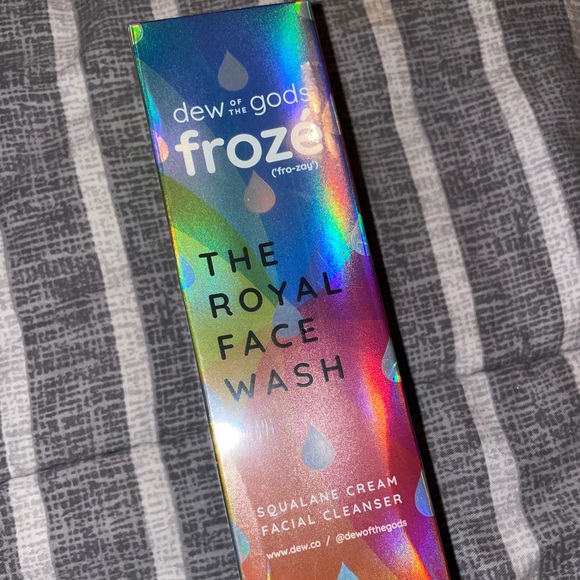 dew OF THE gods
frozé
('fro-zay')
THE
ROYAL
FACE
WASH
SQUALANE CREAM
FACIAL CLEANSER
www.dew.co / @dewofthegods